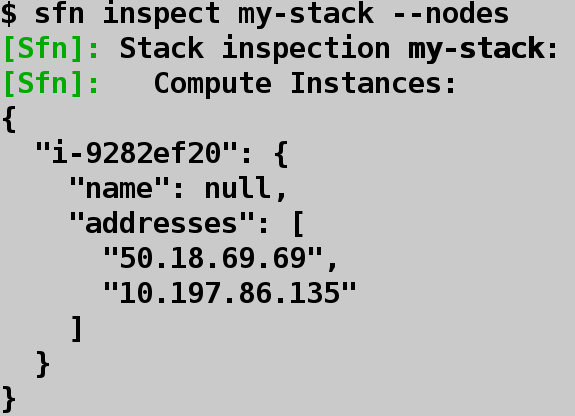 $ sfn inspect my-stack --nodes
[Sfn]: Stack inspection my-stack:
[Sfn]:   Compute Instances:
{
  "i-9282ef20": {
    "name": null,
    "addresses": [
      "50.18.69.69",
      "10.197.86.135"
    ]
  }
}